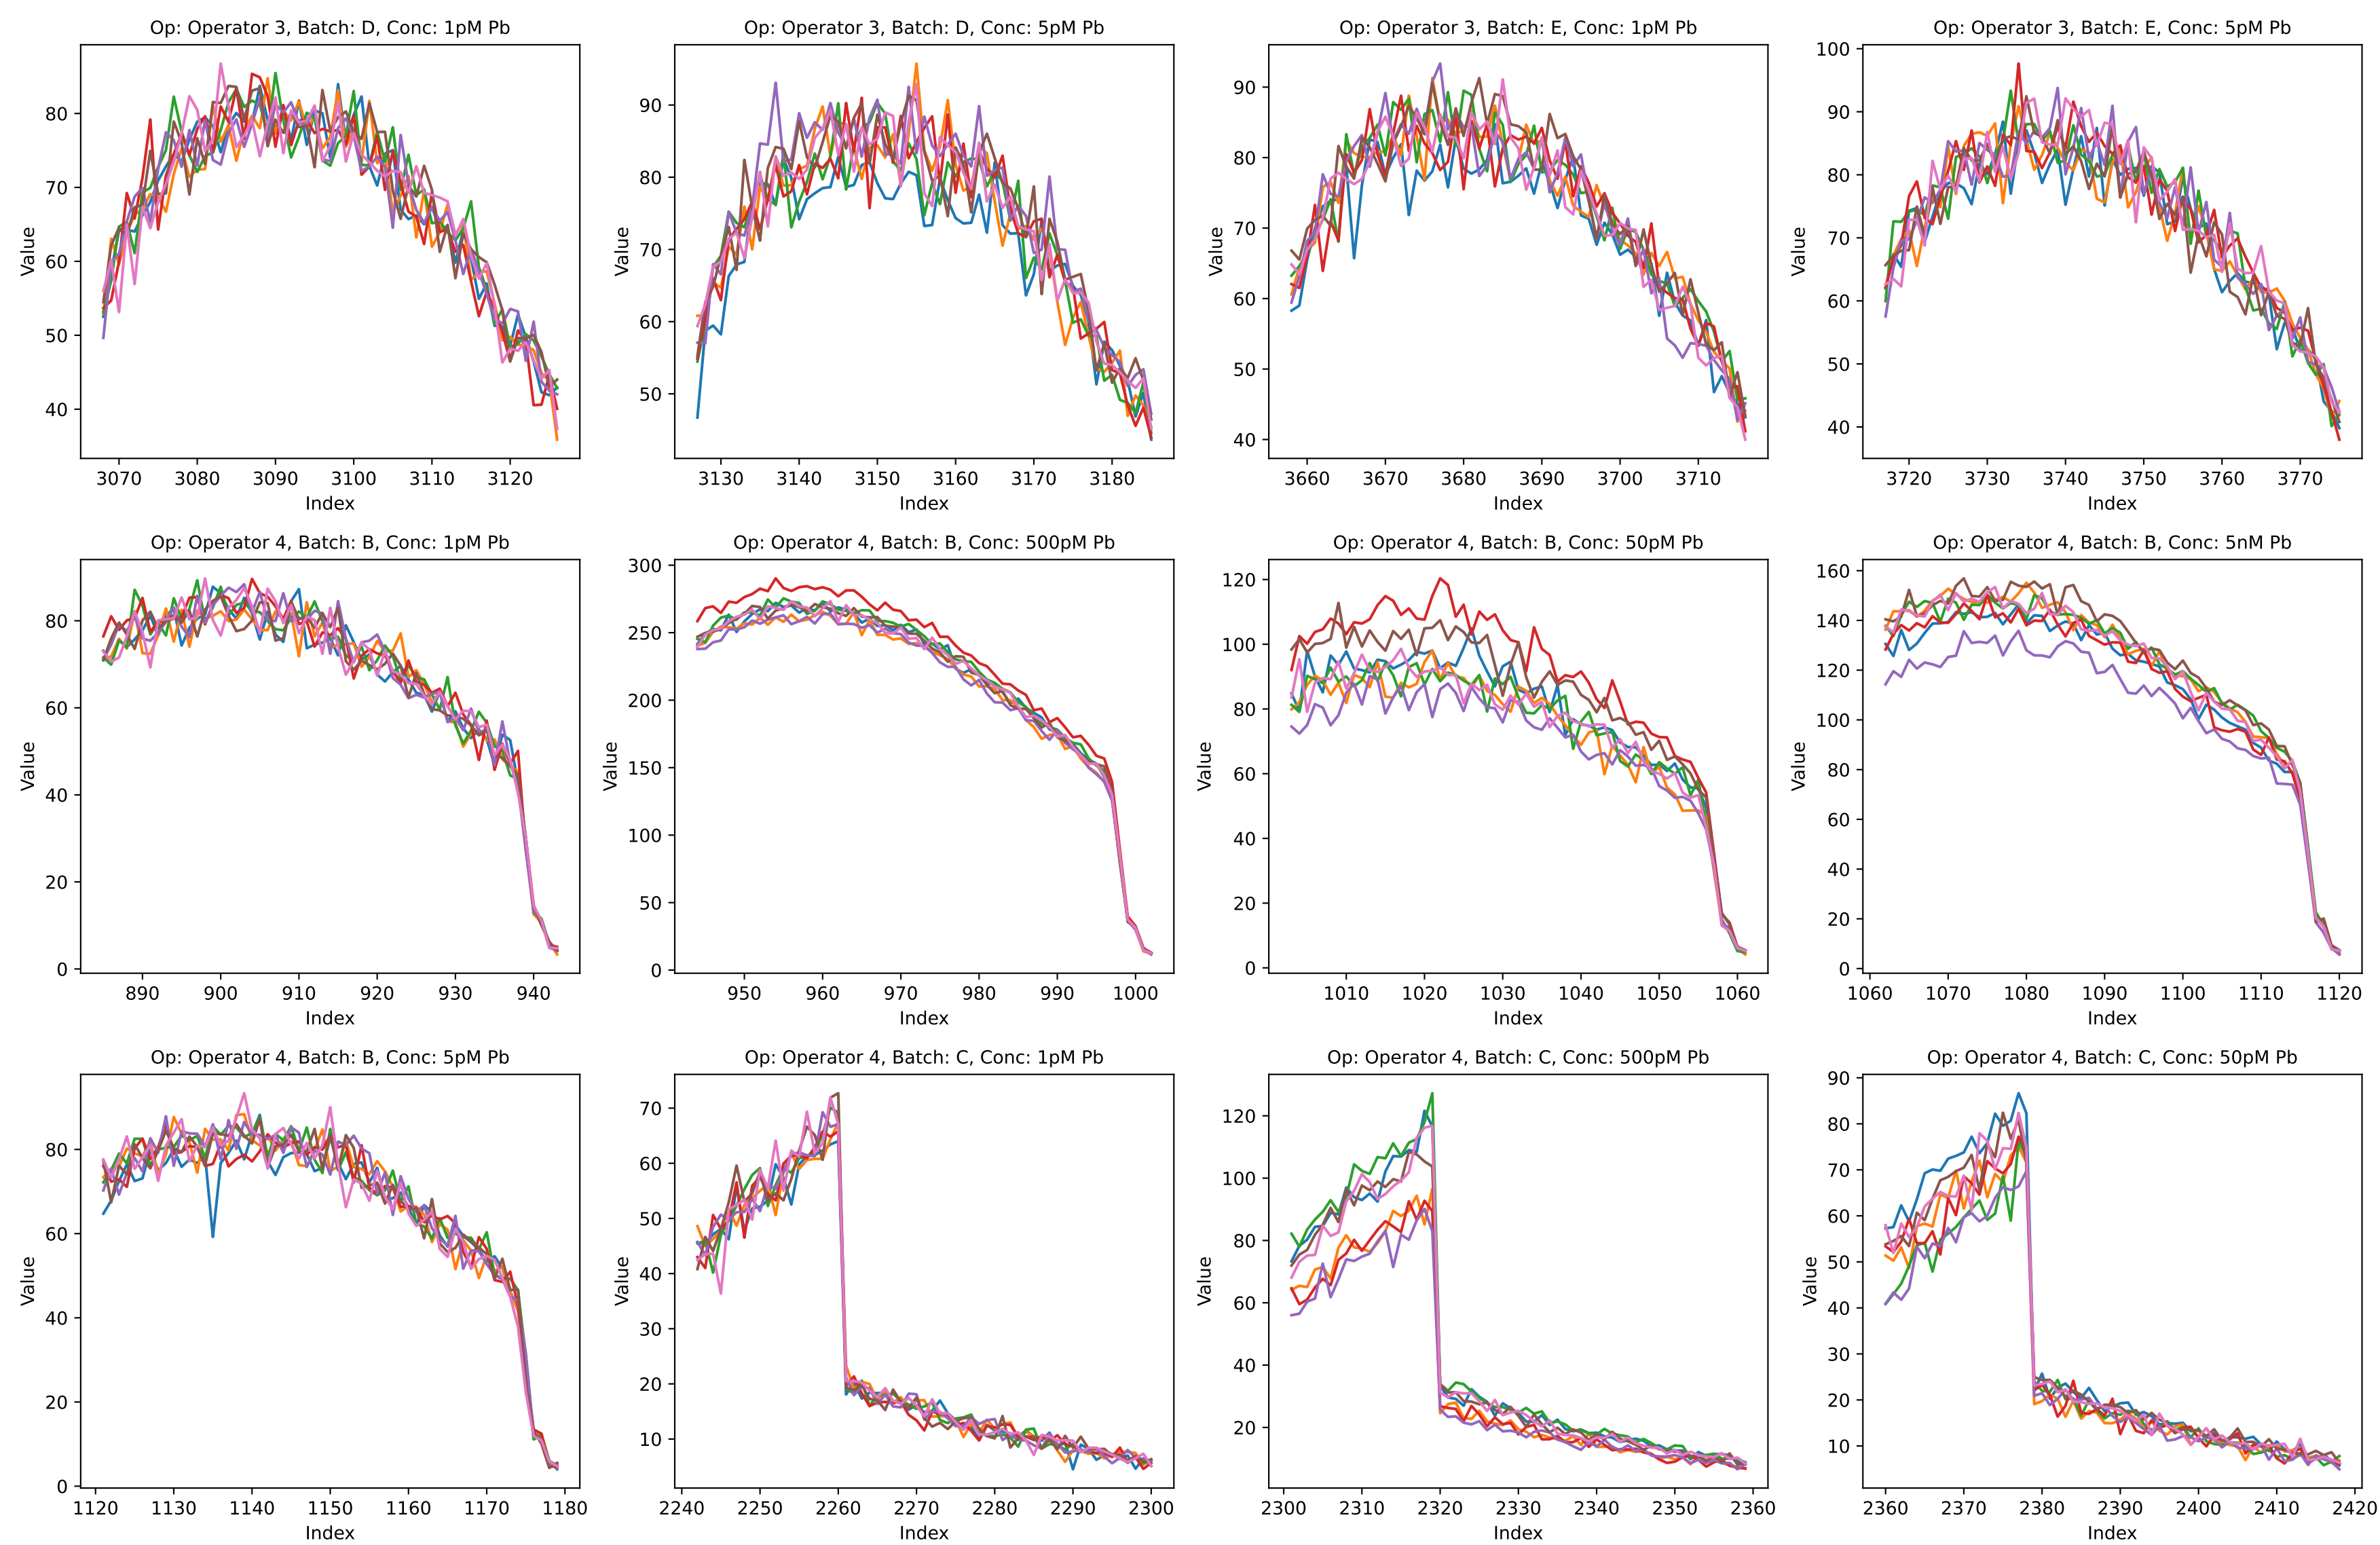 Op: Operator 3, Batch: D, Conc: 1pM Pb
Value
80
70
60
50
40
3070 3080 3090 3100 3110 3120
Index
Op: Operator 3, Batch: D, Conc: 5pM Pb
Value
90
80
70
60
50
3130 3140 3150 3160 3170 3180
Index
Op: Operator 3, Batch: E, Conc: 1pM Pb
Value
90
80
70
60
50
40
3660 3670 3680 3690 3700 3710
Index
Op: Operator 3, Batch: E, Conc: 5pM Pb
Value
100
90
80
70
60
50
40
3720 3730 3740 3750 3760 3770
Index
Op: Operator 4, Batch: B, Conc: 1pM Pb
Value
80
60
40
20
0
890 900 910 920 930 940
Index
Op: Operator 4, Batch: B, Conc: 500pM Pb
Value
300
250
200
150
100
50
0
950 960 970 980 990 1000
Index
Op: Operator 4, Batch: B, Conc: 50pM Pb
Value
120
100
80
60
40
20
0
1010 1020 1030 1040 1050 1060
Index
Op: Operator 4, Batch: B, Conc: 5nM Pb
Value
160
140
120
100
80
60
40
20
0
1060 1070 1080 1090 1100 1110 1120
Index
Op: Operator 4, Batch: B, Conc: 5pM Pb
Value
80
60
40
20
0
1120 1130 1140 1150 1160 1170 1180
Index
Op: Operator 4, Batch: C, Conc: 1pM Pb
Value
70
60
50
40
30
20
10
2240 2250 2260 2270 2280 2290 2300
Index
Op: Operator 4, Batch: C, Conc: 500pM Pb
Value
120
100
80
60
40
20
2300 2310 2320 2330 2340 2350 2360
Index
Op: Operator 4, Batch: C, Conc: 50pM Pb
Value
90
80
70
60
50
40
30
20
10
2360 2370 2380 2390 2400 2410 2420
Index